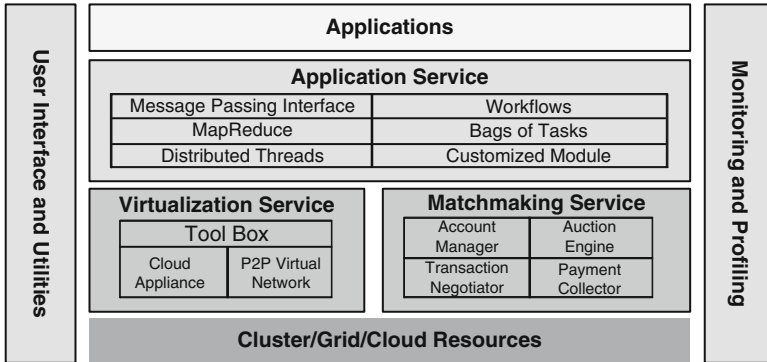 User Interface and Utilities
Applications
Application Service
Message Passing Interface
Workflows
MapReduce
Bags of Tasks
Distributed Threads
Customized Module
Virtualization Service
Tool Box
Cloud
Appliance
P2P Virtual
Network
Matchmaking Service
Account
Manager
Auction
Engine
Transaction
Negotiator
Payment
Collector
Cluster/Grid/Cloud Resources
Monitoring and Profiling